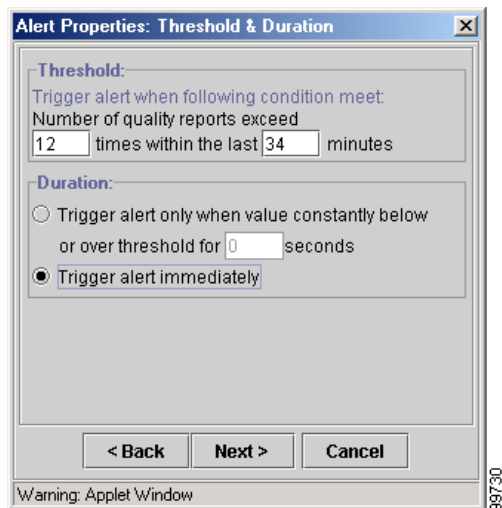 Alert Properties: Threshold & Duration
Threshold:
Trigger alert when following condition meet:
Number of quality reports exceed
12 times within the last 34 minutes
Duration:
Trigger alert only when value constantly below
or over threshold for 0 seconds
Trigger alert immediately
< Back Next > Cancel
Warning: Applet Window
99730